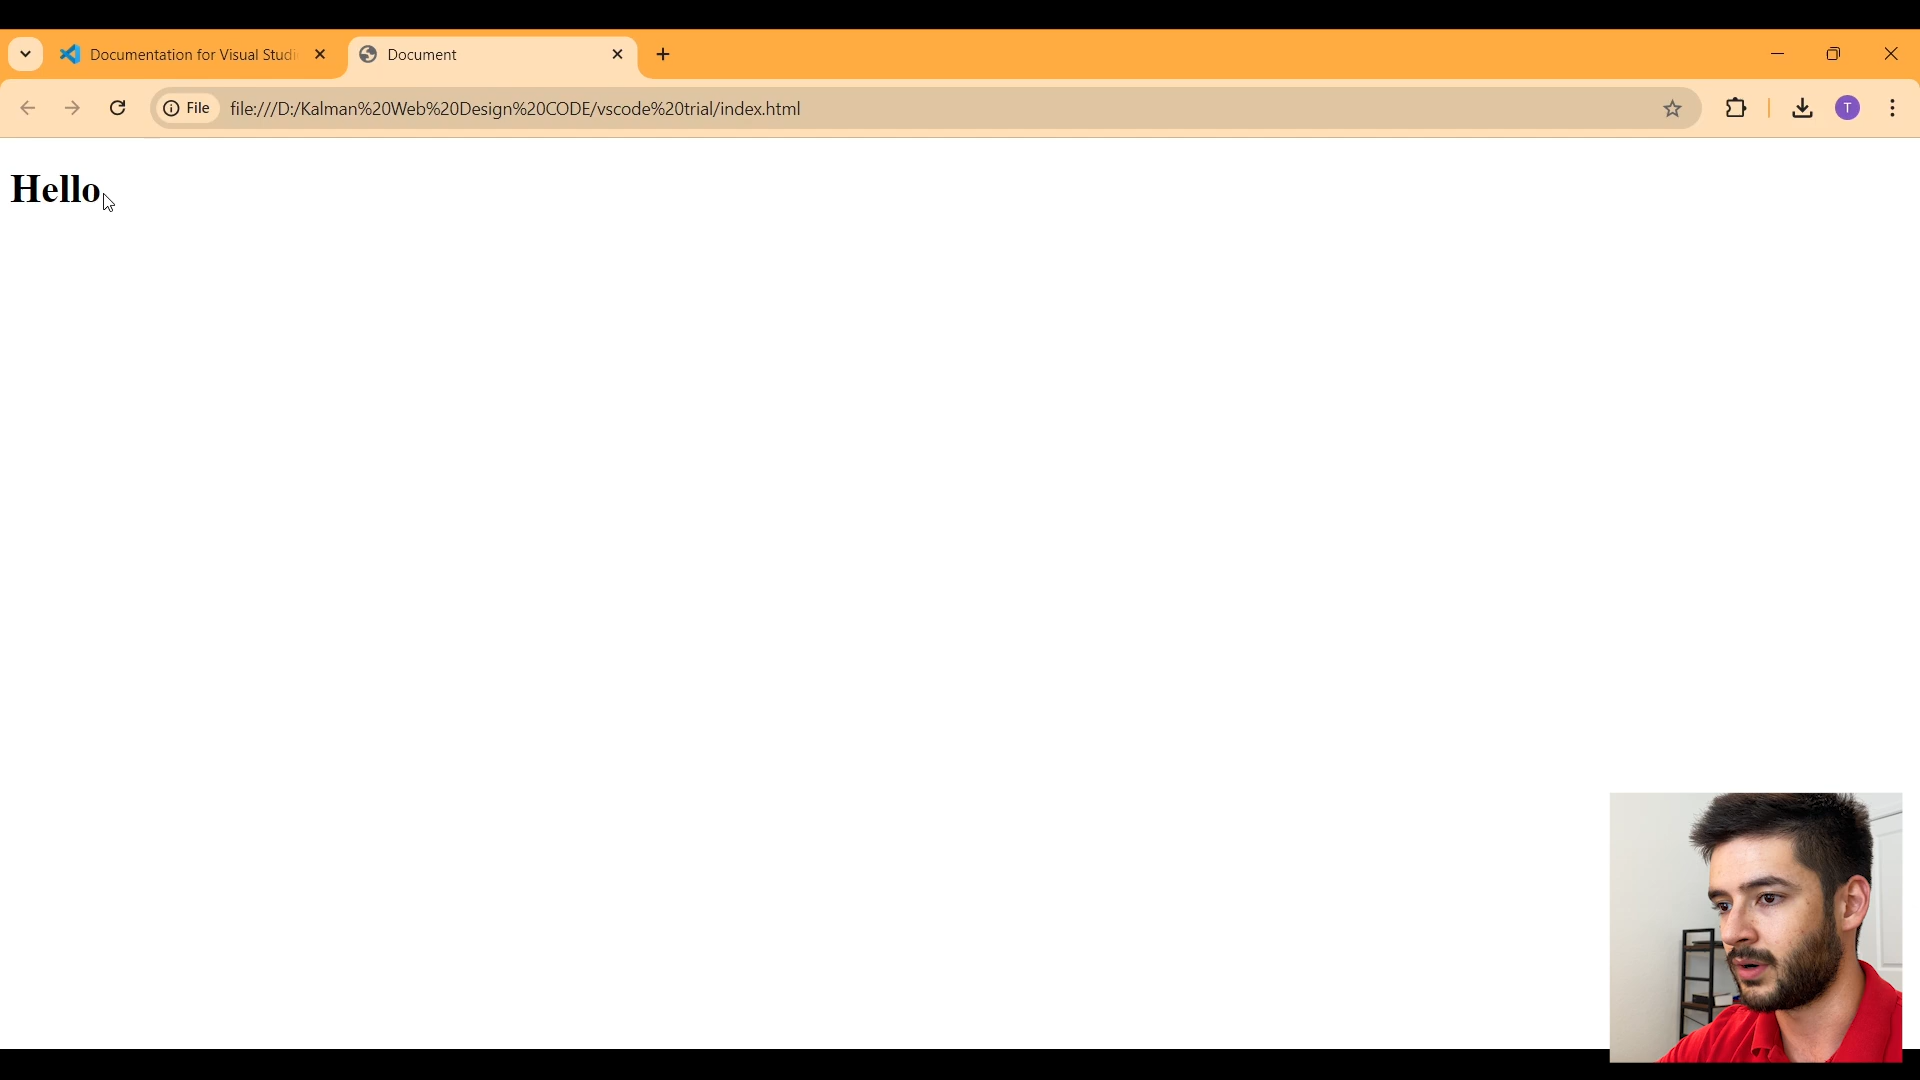 Documentation for Visual Studi
Document
File
file:///D:/Kalman%20Web%20Design%20CODE/vscode%20trial/index.html
T
Hello